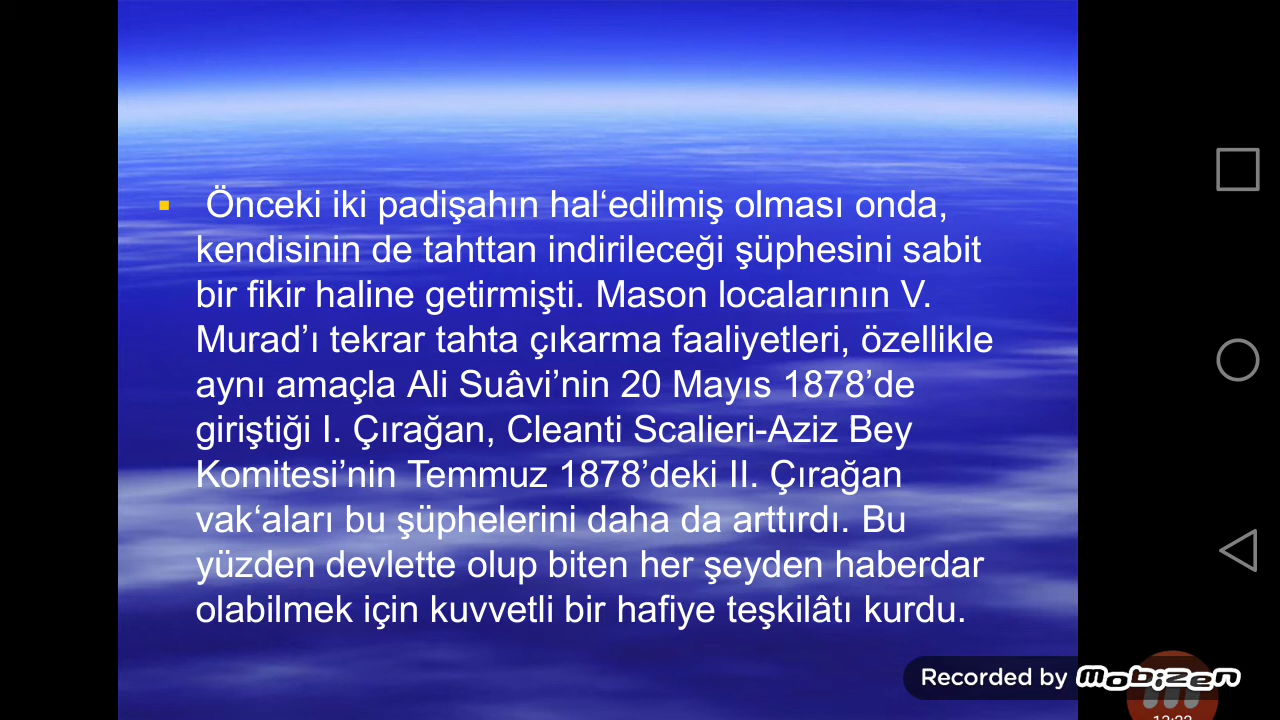 Önceki iki padişahın hal‘edilmiş olması onda,
kendisinin de tahttan indirileceği şüphesini sabit
bir fikir haline getirmişti. Mason localarının V.
Murad’ı tekrar tahta çıkarma faaliyetleri, özellikle
aynı amaçla Ali Suâvi’nin 20 Mayıs 1878’de
giriştiği I. Çırağan, Cleanti Scalieri-Aziz Bey
Komitesi’nin Temmuz 1878’deki II. Çırağan
vak‘aları bu şüphelerini daha da arttırdı. Bu
yüzden devlette olup biten her şeyden haberdar
olabilmek için kuvvetli bir hafiye teşkilâtı kurdu.
Recorded by mobizen